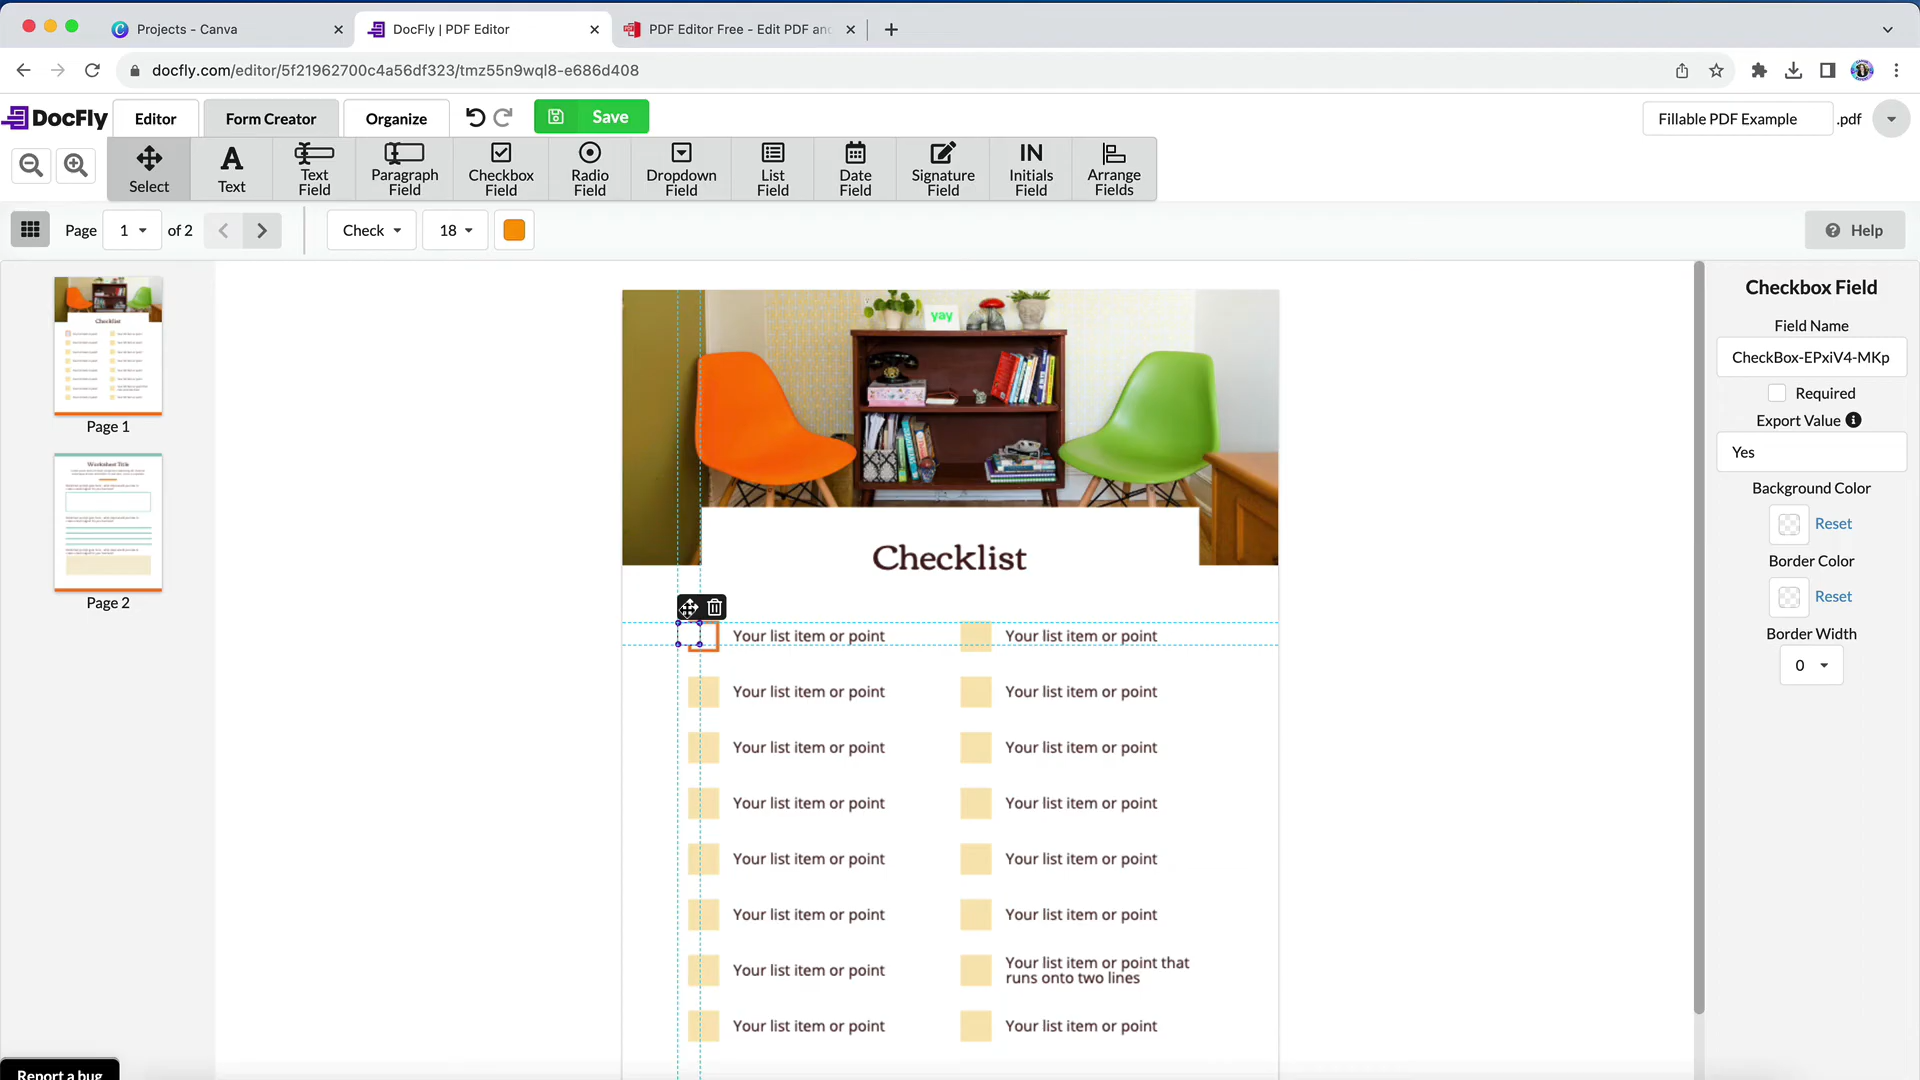 Projects - Canva
DocFly | PDF Editor
PDF Editor Free - Edit PDF and
docfly.com/editor/5f21962700c4a56df323/tmz55n9wql8-e686d408
DocFly
Editor
Form Creator
Organize
Save
Fillable PDF Example
.pdf
Select
Text
Text
Field
Paragraph
Field
Checkbox
Field
Radio
Field
Dropdown
Field
List
Field
Date
Field
Signature
Field
IN
Initials
Field
Arrange
Fields
Page
1
of 2
Check
18
Help
Checklist
Page 1
Worksheet Title
Page 2
yay
Checklist
Your list item or point
Your list item or point
Your list item or point
Your list item or point
Your list item or point
Your list item or point
Your list item or point
Your list item or point
Your list item or point
Your list item or point
Your list item or point
Your list item or point
Your list item or point
Your list item or point that
runs onto two lines
Your list item or point
Your list item or point
Checkbox Field
Field Name
CheckBox-EPxiV4-MKp
Required
Export Value
Yes
Background Color
Reset
Border Color
Reset
Border Width
0
Report a bug